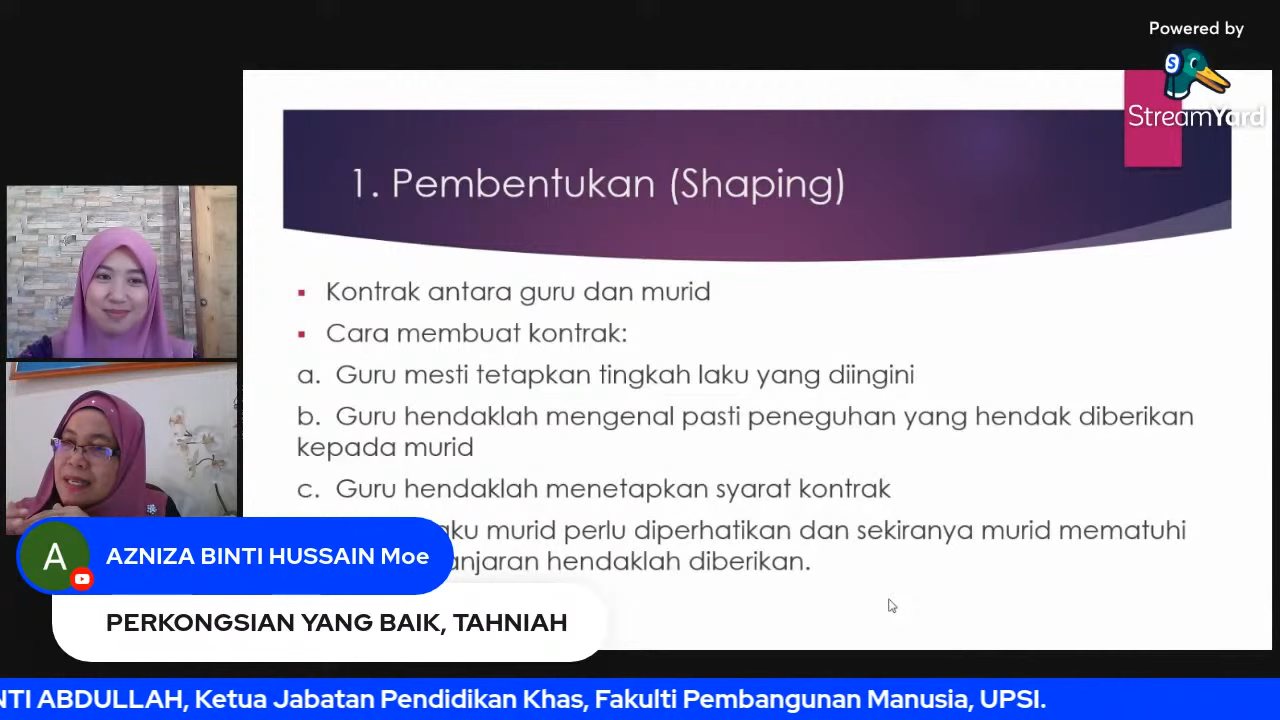 Powered by
StreamYard
1. Pembentukan (Shaping)
▪ Kontrak antara guru dan murid
▪ Cara membuat kontrak:
a. Guru mesti tetapkan tingkah laku yang diingini
b. Guru hendaklah mengenal pasti peneguhan yang hendak diberikan
kepada murid
c. Guru hendaklah menetapkan syarat kontrak
murid perlu diperhatikan dan sekiranya murid mematuhi
hendaklah diberikan.
A
AZNIZA BINTI HUSSAIN Moe
PERKONGSIAN YANG BAIK, TAHNIAH
NTI ABDULLAH, Ketua Jabatan Pendidikan Khas, Fakulti Pembangunan Manusia, UPSI.